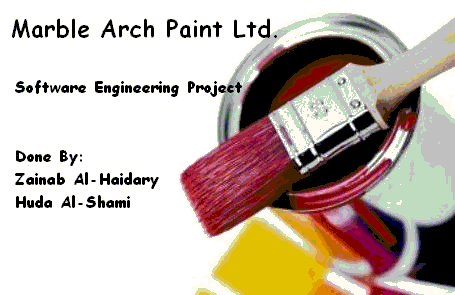 Marble Arch Paint Ltd.
Software Engineering Project
Done By:
Zainab Al-Haidary
Huda Al-Shami